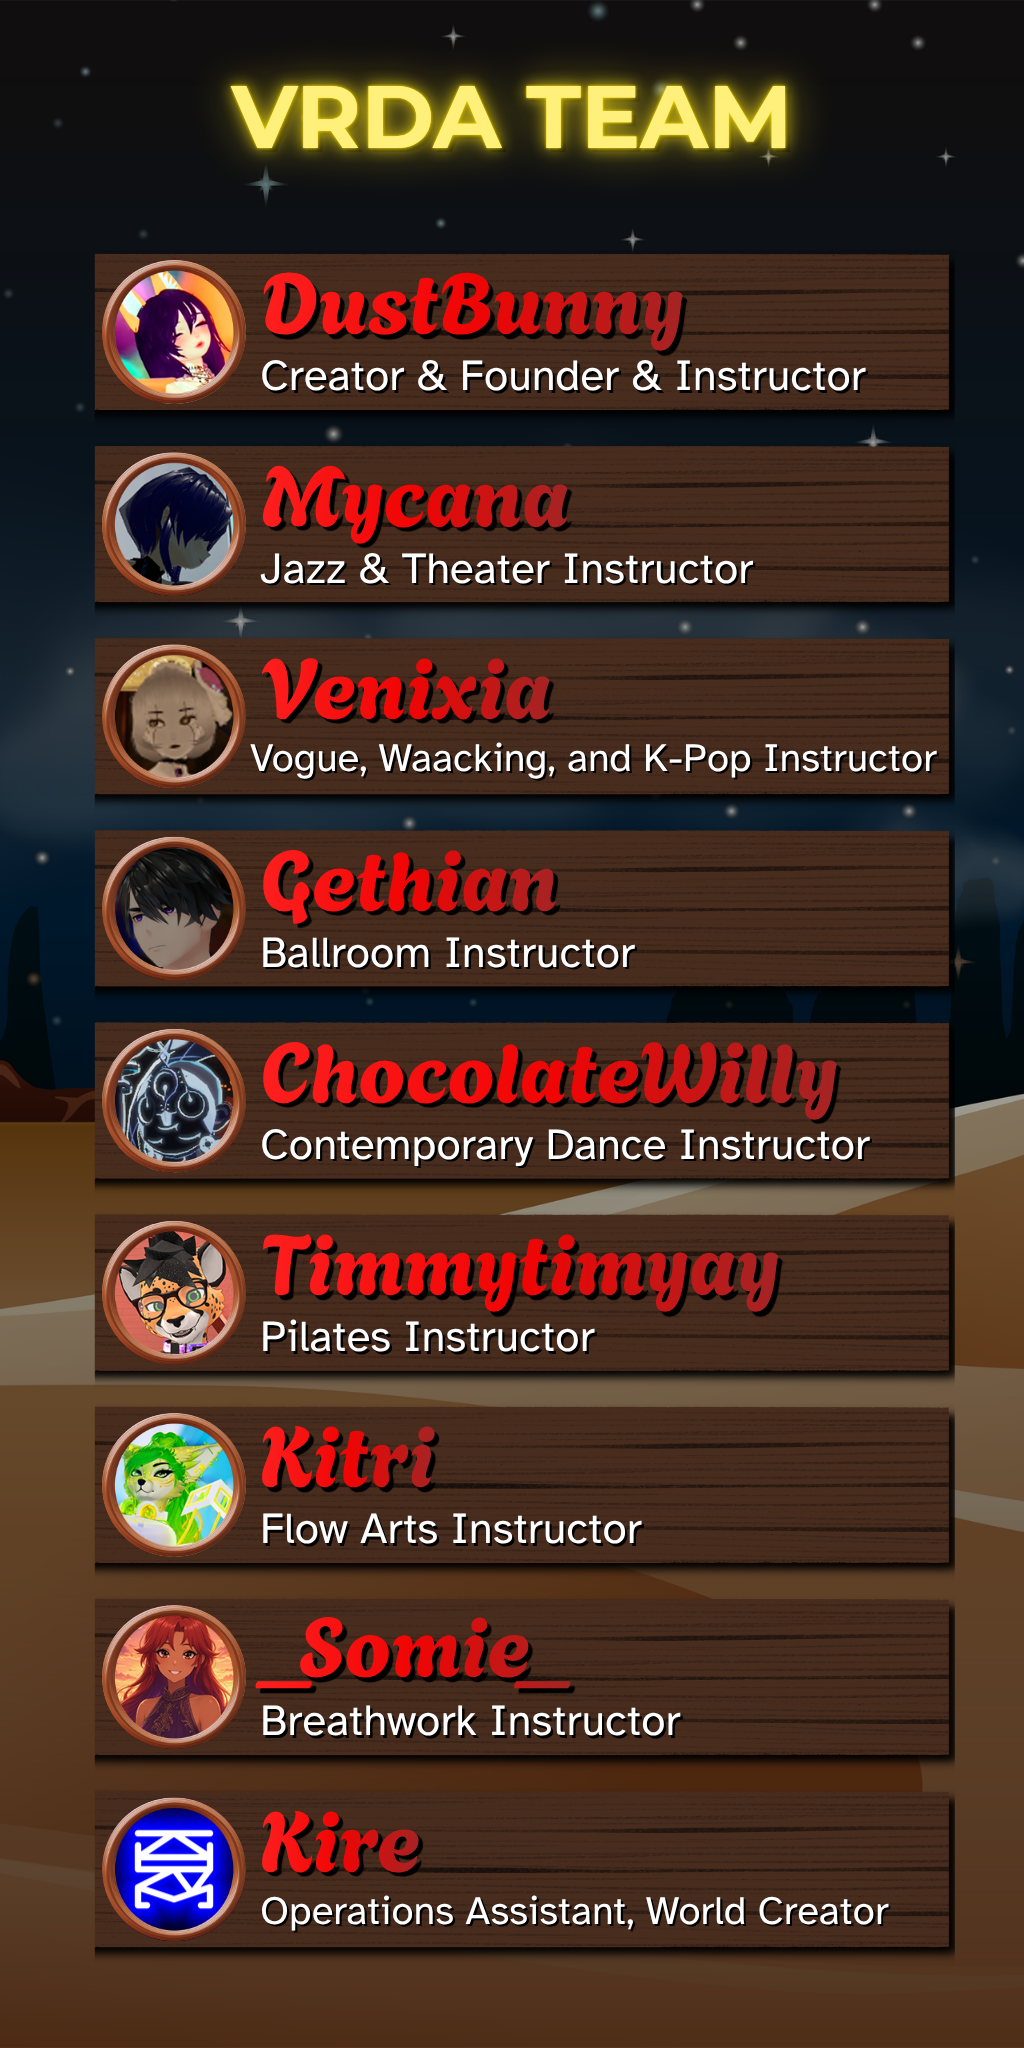 VRDA TEAM
DustBunny
Creator & Founder & Instructor
Mycana
Jazz & Theater Instructor
Venixia
Vogue, Waacking, and K-Pop Instructor
Gethian
Ballroom Instructor
ChocolateWilly
Contemporary Dance Instructor
Timmytimyay
Pilates Instructor
Kitri
Flow Arts Instructor
_Somie_
Breathwork Instructor
Kire
Operations Assistant, World Creator